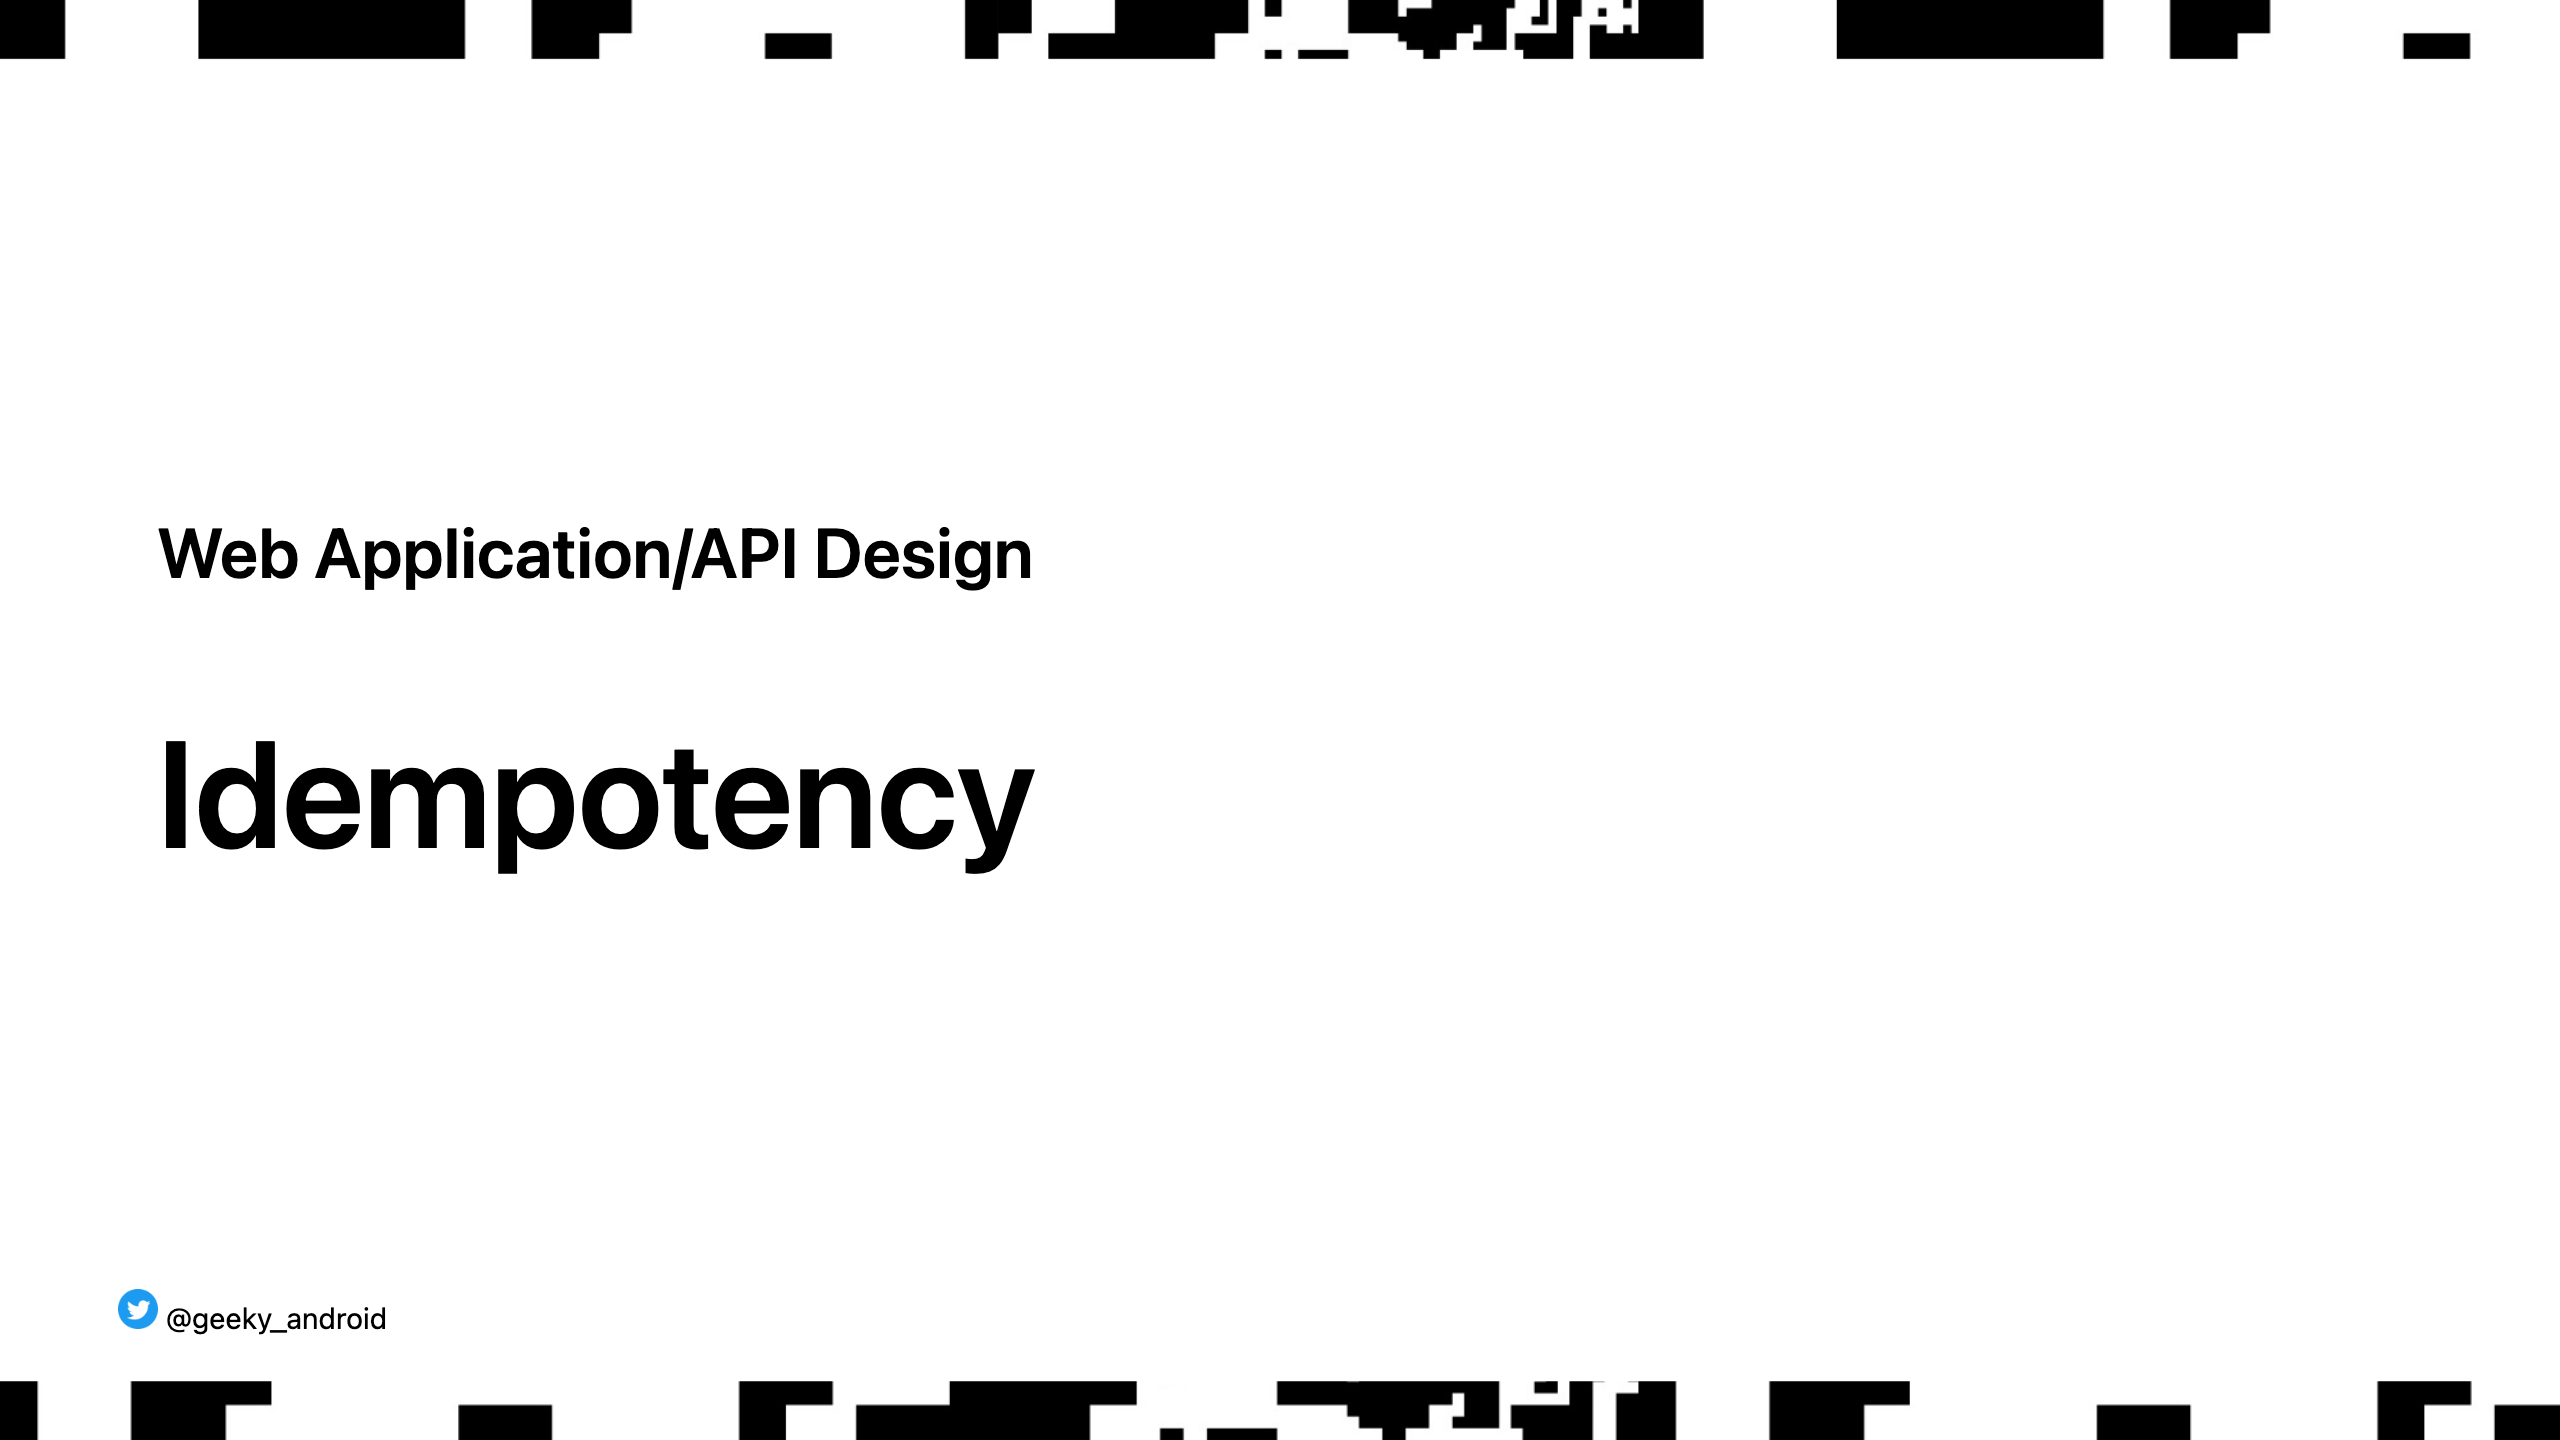 Web Application/API Design
Idempotency
@geeky_android